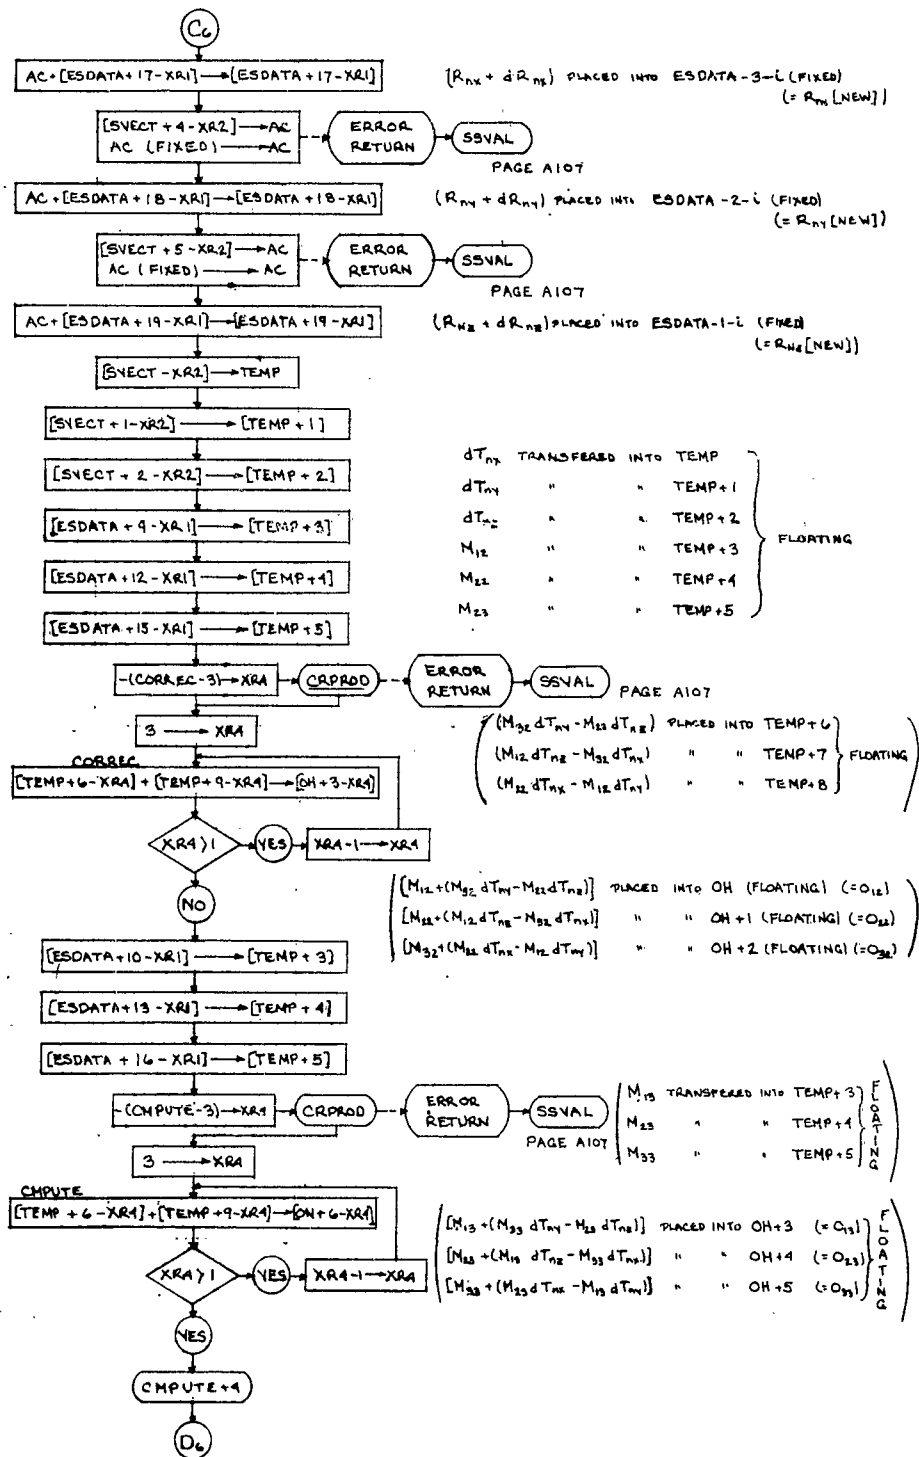 C6
AC+[ESDATA+17-XR1]→[ESDATA+17-XR1]
(Rnx + dRnx) PLACED INTO ESDATA-3-i (FIXED)
(= Rnx [NEW])
[SVECT+4-XR2]→AC
AC (FIXED)→AC
ERROR
RETURN
SSVAL
PAGE A107
AC+[ESDATA+18-XR1]→[ESDATA+18-XR1]
(Rny + dRny) PLACED INTO ESDATA-2-i (FIXED)
(= Rny [NEW])
[SVECT+5-XR2]→AC
AC (FIXED)→AC
ERROR
RETURN
SSVAL
PAGE A107
AC+[ESDATA+19-XR1]→[ESDATA+19-XR1]
(RNZ + dRnz) PLACED INTO ESDATA-1-i (FIXED)
(= RNZ [NEW])
[SVECT-XR2]→TEMP
[SVECT+1-XR2]→[TEMP+1]
[SVECT+2-XR2]→[TEMP+2]
[ESDATA+9-XR1]→[TEMP+3]
[ESDATA+12-XR1]→[TEMP+4]
[ESDATA+15-XR1]→[TEMP+5]
dTnx TRANSFERED INTO TEMP
dTny " " TEMP+1
dTnz " " TEMP+2
M12 " " TEMP+3
M22 " " TEMP+4
M23 " " TEMP+5
FLOATING
-(CORREC-3)→XR4
CRPROD
ERROR
RETURN
SSVAL
PAGE A107
3→XR4
CORREC
[TEMP+6-XR4]+[TEMP+9-XR4]→[OH+3-XR4]
(M32 dTny - M22 dTnz) PLACED INTO TEMP+6
(M12 dTnz - M32 dTnx) " " TEMP+7
(M22 dTnx - M12 dTny) " " TEMP+8
FLOATING
XR4>1
YES
XR4-1→XR4
NO
[M12+(M32 dTny-M22 dTnz)] PLACED INTO OH (FLOATING) (=O12)
[M22+(M12 dTnz-M32 dTnx)] " " OH+1 (FLOATING) (=O22)
[M32+(M22 dTnx-M12 dTny)] " " OH+2 (FLOATING) (=O32)
[ESDATA+10-XR1]→[TEMP+3]
[ESDATA+13-XR1]→[TEMP+4]
[ESDATA+16-XR1]→[TEMP+5]
-(CMPUTE-3)→XR4
CRPROD
ERROR
RETURN
SSVAL
PAGE A107
M13 TRANSFERED INTO TEMP+3
M23 " " TEMP+4
M33 " " TEMP+5
FLOATING
3→XR4
CMPUTE
[TEMP+6-XR4]+[TEMP+9-XR4]→[OH+6-XR4]
[M13+(M33 dTny-M23 dTnz)] PLACED INTO OH+3 (=O13)
[M23+(M13 dTnz-M33 dTnx)] " " OH+4 (=O23)
[M33+(M23 dTnx-M13 dTny)] " " OH+5 (=O33)
FLOATING
XR4>1
YES
XR4-1→XR4
YES
CMPUTE+4
D6